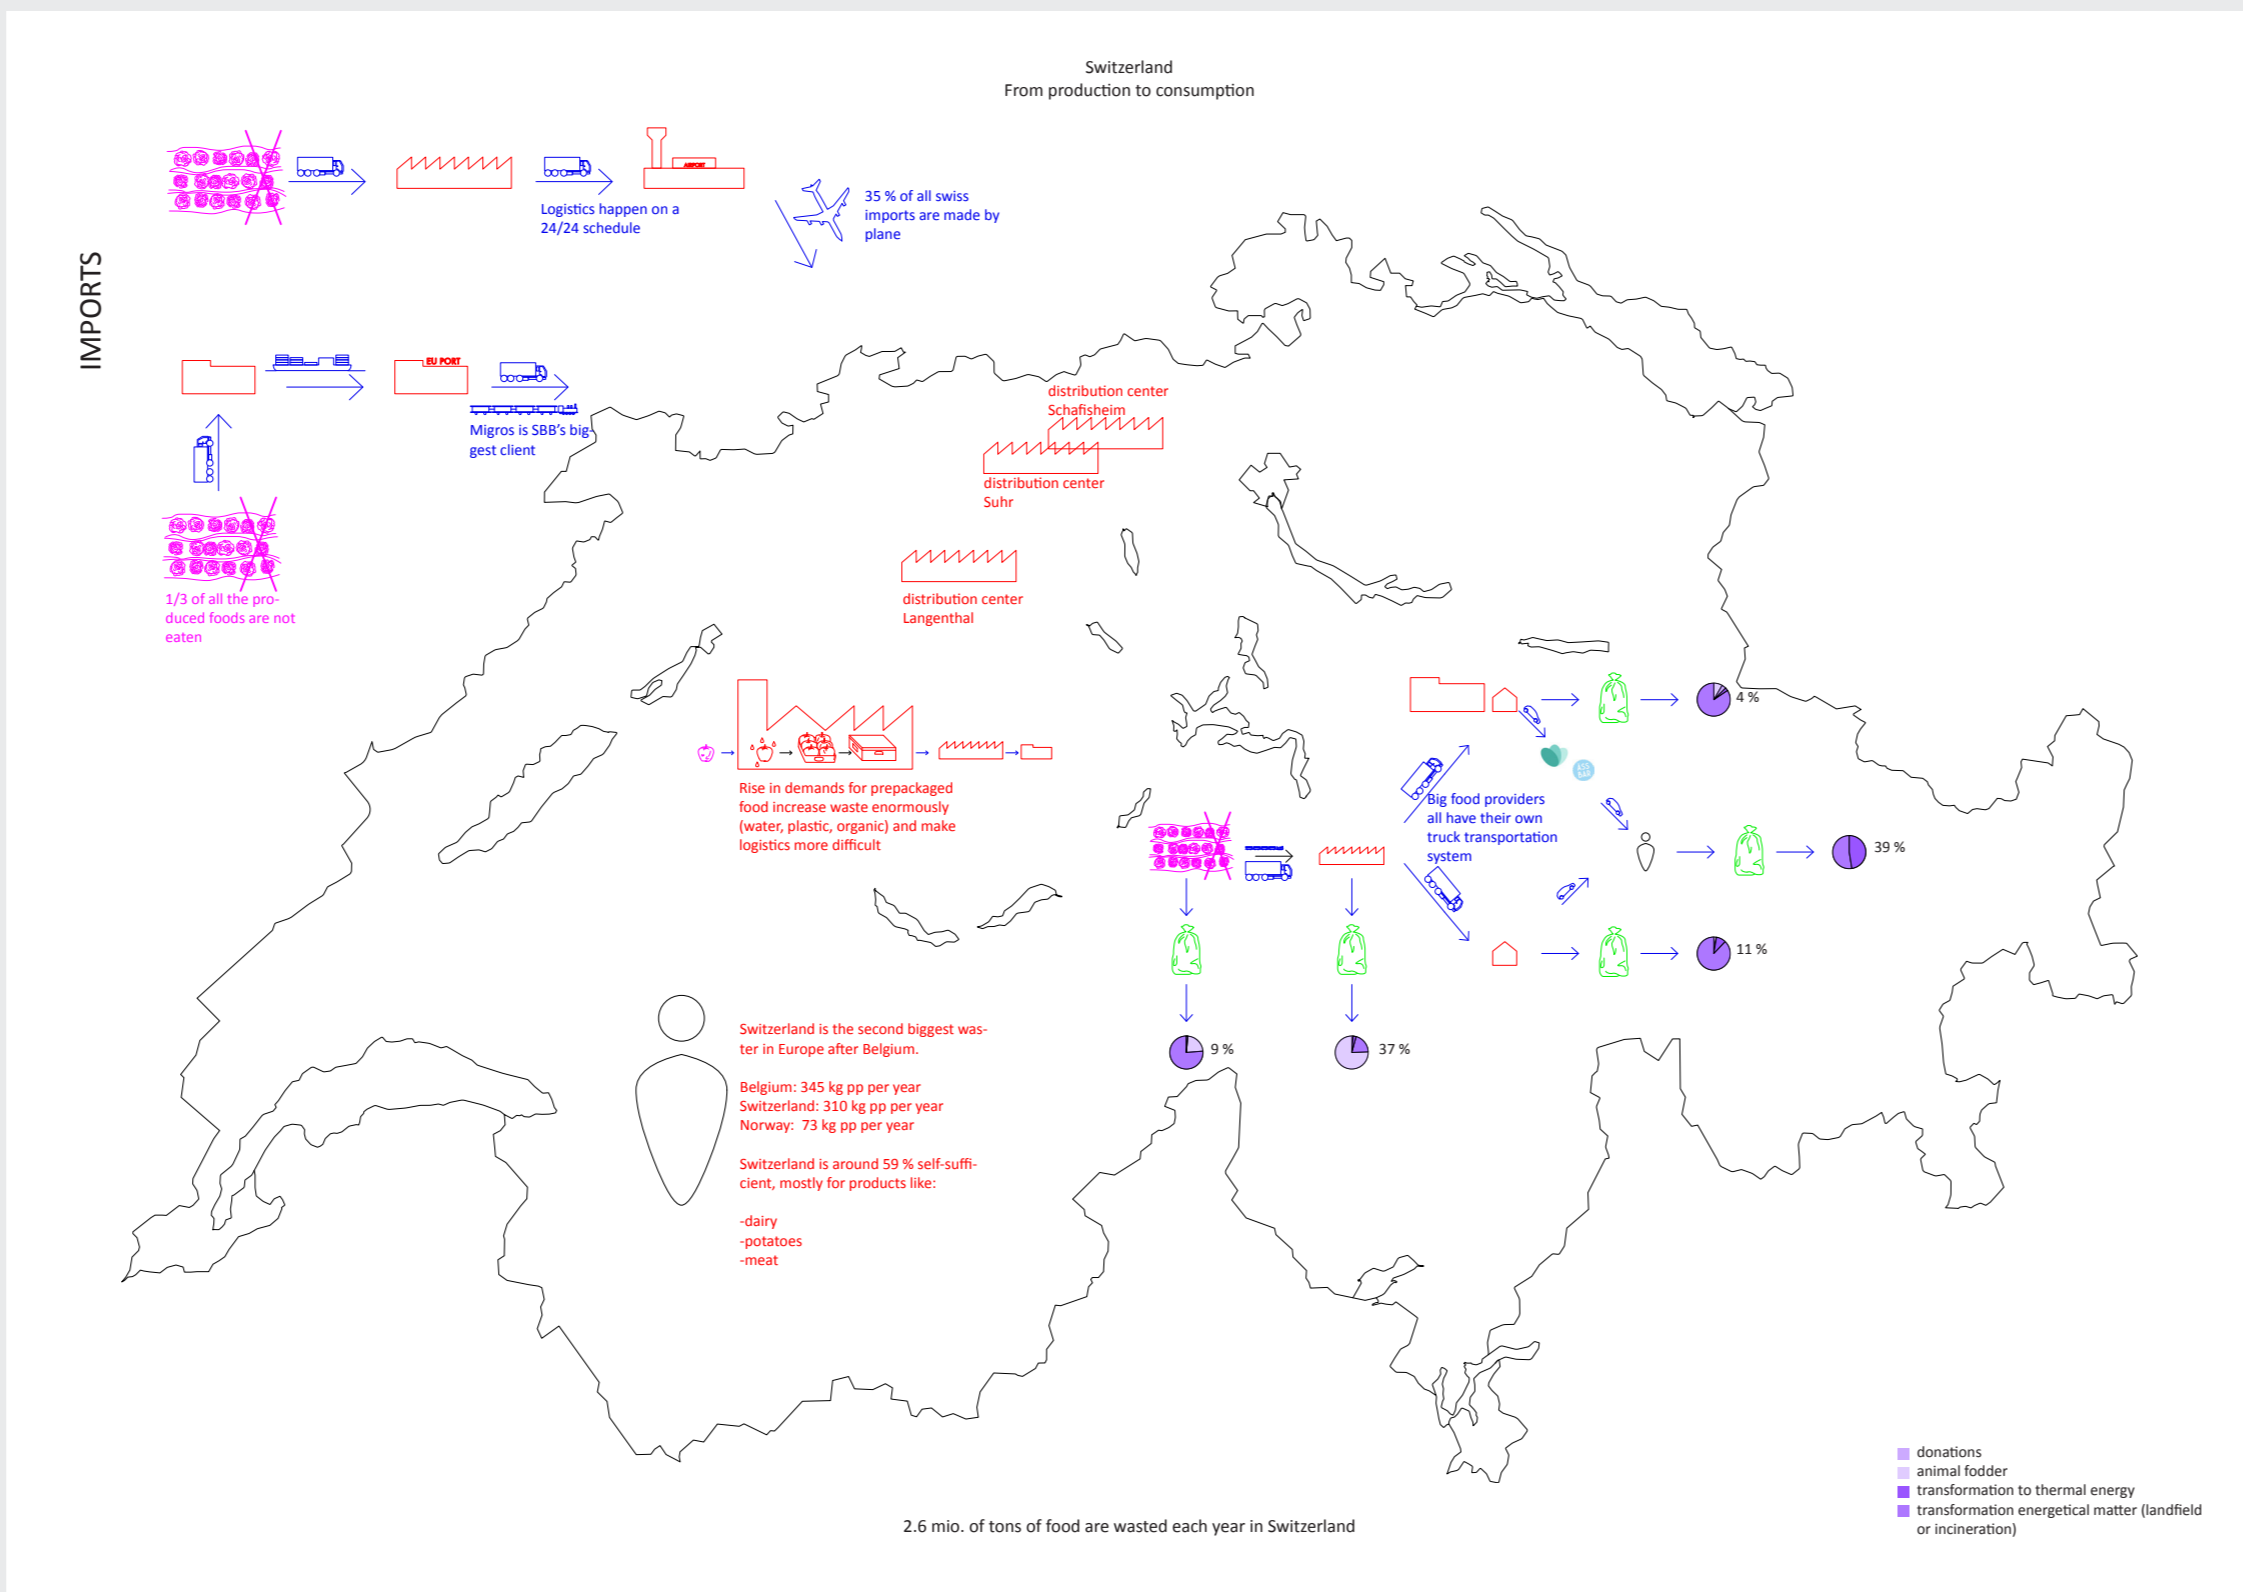 Switzerland
From production to consumption
IMPORTS
AIRPORT
Logistics happen on a
24/24 schedule
35 % of all swiss
imports are made by
plane
EU PORT
Migros is SBB's big-
gest client
1/3 of all the pro-
duced foods are not
eaten
distribution center
Schafisheim
distribution center
Suhr
distribution center
Langenthal
Rise in demands for prepackaged
food increase waste enormously
(water, plastic, organic) and make
logistics more difficult
4 %
ASS
BAR
Big food providers
all have their own
truck transportation
system
39 %
11 %
9 %
37 %
Switzerland is the second biggest was-
ter in Europe after Belgium.
Belgium: 345 kg pp per year
Switzerland: 310 kg pp per year
Norway: 73 kg pp per year
Switzerland is around 59 % self-suffi-
cient, mostly for products like:
-dairy
-potatoes
-meat
donations
animal fodder
transformation to thermal energy
transformation energetical matter (landfield
or incineration)
2.6 mio. of tons of food are wasted each year in Switzerland